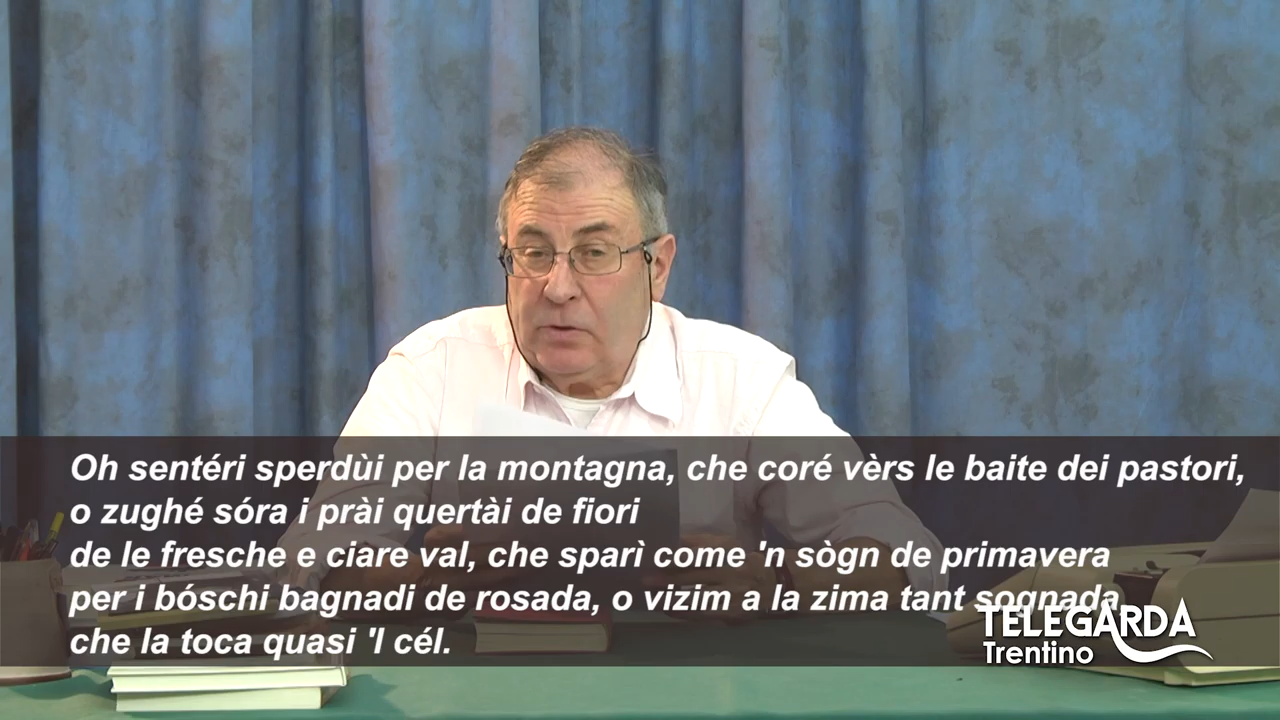 Oh sentéri sperdùi per la montagna, che coré vèrs le baite dei pastori,
o zughé sóra i prài quertài de fiori
de le fresche e ciare val, che sparì come 'n sògn de primavera
per i bóschi bagnadi de rosada, o vizim a la zima tant sognada
che la toca quasi 'l cél.
TELEGARDA
Trentino